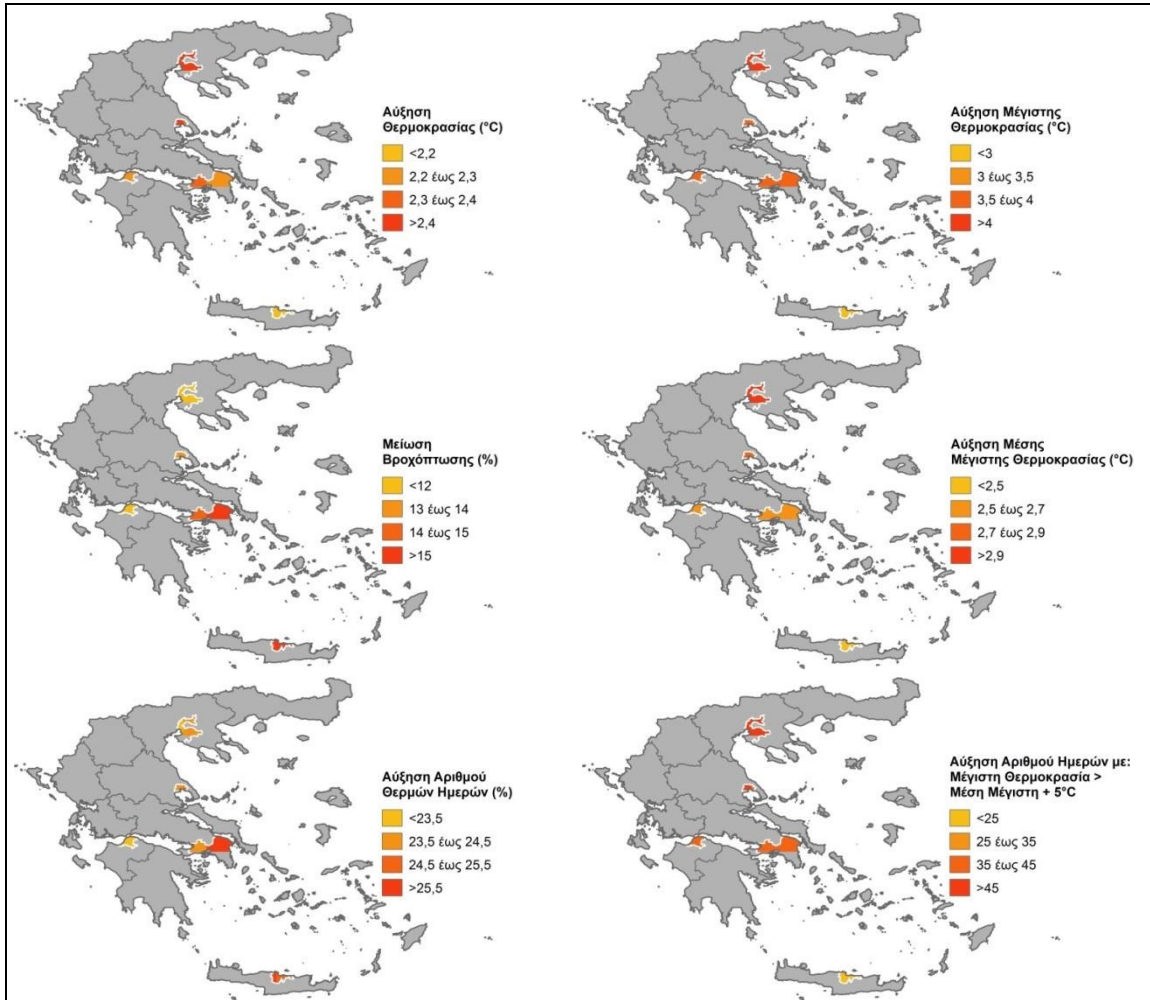 Αύξηση
Θερμοκρασίας (°C)
<2,2
2,2 έως 2,3
2,3 έως 2,4
>2,4
Αύξηση Μέγιστης
Θερμοκρασίας (°C)
<3
3 έως 3,5
3,5 έως 4
>4
Μείωση
Βροχόπτωσης (%)
<12
13 έως 14
14 έως 15
>15
Αύξηση Μέσης
Μέγιστης Θερμοκρασίας (°C)
<2,5
2,5 έως 2,7
2,7 έως 2,9
>2,9
Αύξηση Αριθμού
Θερμών Ημερών (%)
<23,5
23,5 έως 24,5
24,5 έως 25,5
>25,5
Αύξηση Αριθμού Ημερών με:
Μέγιστη Θερμοκρασία >
Μέση Μέγιστη + 5°C
<25
25 έως 35
35 έως 45
>45